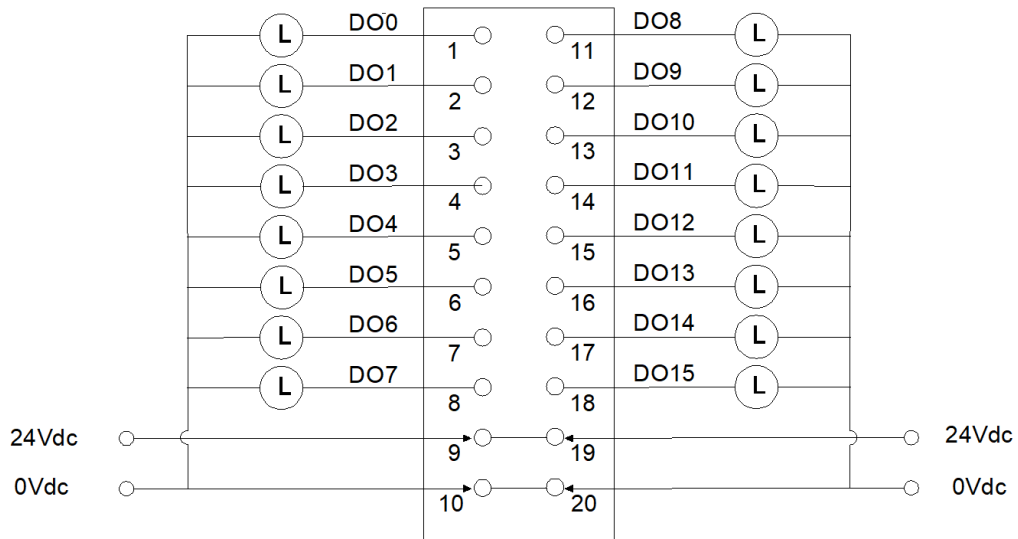 L DO0 1 11 DO8 L
L DO1 2 12 DO9 L
L DO2 3 13 DO10 L
L DO3 4 14 DO11 L
L DO4 5 15 DO12 L
L DO5 6 16 DO13 L
L DO6 7 17 DO14 L
L DO7 8 18 DO15 L
24Vdc 9 19 24Vdc
0Vdc 10 20 0Vdc